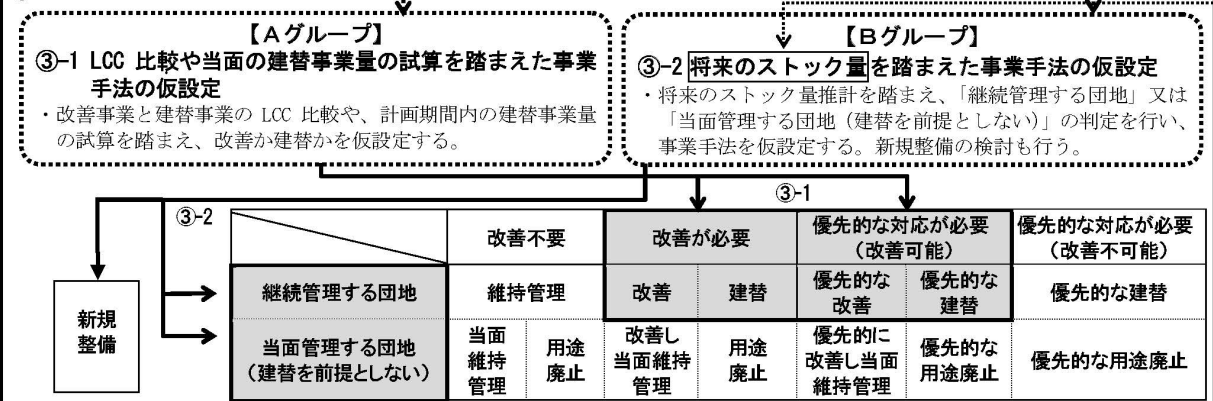 【Aグループ】
③-1 LCC 比較や当面の建替事業量の試算を踏まえた事業
手法の仮設定
・改善事業と建替事業の LCC 比較や、計画期間内の建替事業量
の試算を踏まえ、改善か建替かを仮設定する。
【Bグループ】
③-2 将来のストック量を踏まえた事業手法の仮設定
・将来のストック量推計を踏まえ、「継続管理する団地」又は
「当面管理する団地（建替を前提としない）」の判定を行い、
事業手法を仮設定する。新規整備の検討も行う。
③-1
③-2
新規
整備
改善不要
改善が必要
優先的な対応が必要
（改善可能）
優先的な対応が必要
（改善不可能）
継続管理する団地
維持管理
改善
建替
優先的な
改善
優先的な
建替
優先的な建替
当面管理する団地
（建替を前提としない）
当面
維持
管理
用途
廃止
改善し
当面維持
管理
用途
廃止
優先的に
改善し当面
維持管理
優先的な
用途廃止
優先的な用途廃止